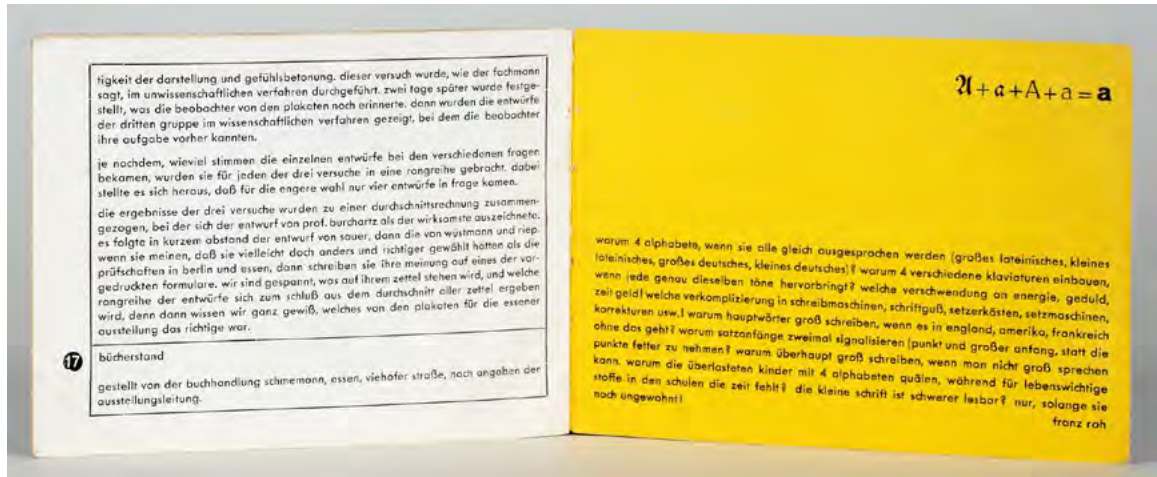 tigkeit der darstellung und gefühlsbetonung. dieser versuch wurde, wie der fachmann
sagt, im unwissenschaftlichen verfahren durchgeführt. zwei tage später wurde festge-
stellt, was die beobachter von den plakaten noch erinnerte. dann wurden die entwürfe
der dritten gruppe im wissenschaftlichen verfahren gezeigt, bei dem die beobachter
ihre aufgabe vorher kannten.
je nachdem, wieviel stimmen die einzelnen entwürfe bei den verschiedenen fragen
bekamen, wurden sie für jeden der drei versuche in eine rangreihe gebracht. dabei
stellte es sich heraus, daß für die engere wahl nur vier entwürfe in frage kamen.
die ergebnisse der drei versuche wurden zu einer durchschnittsrechnung zusammen-
gezogen, bei der sich der entwurf von prof. burchartz als der wirksamste auszeichnete.
es folgte in kurzem abstand der entwurf von sauer, dann die von wüstmann und riep.
wenn sie meinen, daß sie vielleicht doch anders und richtiger gewählt hätten als die
prüfschaften in berlin und essen, dann schreiben sie ihre meinung auf eines der vor-
gedruckten formulare. wir sind gespannt, was auf ihrem zettel stehen wird, und welche
rangreihe der entwürfe sich zum schluß aus dem durchschnitt aller zettel ergeben
wird, denn dann wissen wir ganz gewiß, welches von den plakaten für die essener
ausstellung das richtige war.
17 bücherstand
gestellt von der buchhandlung schmemann, essen, viehofer straße, nach angaben der
ausstellungsleitung.
𝕬 + a + A + a = a
warum 4 alphabete, wenn sie alle gleich ausgesprochen werden (großes lateinisches, kleines
lateinisches, großes deutsches, kleines deutsches)? warum 4 verschiedene klaviaturen einbauen,
wenn jede genau dieselben töne hervorbringt? welche verschwendung an energie, geduld,
zeit geld! welche verkomplizierung in schreibmaschinen, schriftguß, setzerkästen, setzmaschinen,
korrekturen usw.! warum hauptwörter groß schreiben, wenn es in england, amerika, frankreich
ohne das geht? warum satzanfänge zweimal signalisieren (punkt und großer anfang, statt die
punkte fetter zu nehmen? warum überhaupt groß schreiben, wenn man nicht groß sprechen
kann. warum die überlasteten kinder mit 4 alphabeten quälen, während für lebenswichtige
stoffe in den schulen die zeit fehlt? die kleine schrift ist schwerer lesbar? nur, solange sie
noch ungewohnt!
franz roh